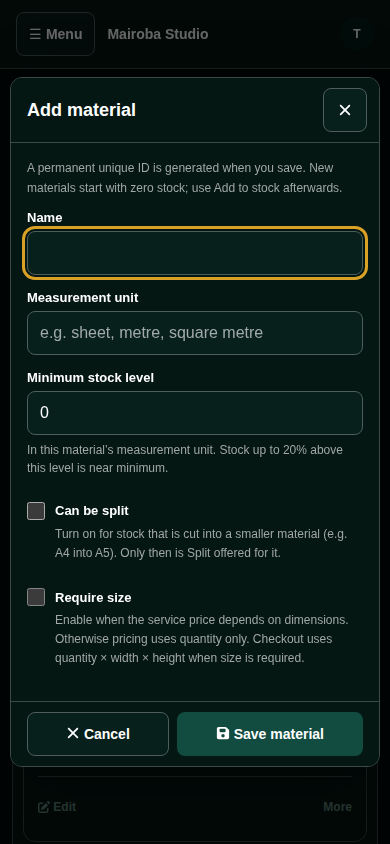 ☰ Menu Mairoba Studio T
Add material ✕
A permanent unique ID is generated when you save. New
materials start with zero stock; use Add to stock afterwards.
Name
Measurement unit
e.g. sheet, metre, square metre
Minimum stock level
0
In this material's measurement unit. Stock up to 20% above
this level is near minimum.
Can be split
Turn on for stock that is cut into a smaller material (e.g.
A4 into A5). Only then is Split offered for it.
Require size
Enable when the service price depends on dimensions.
Otherwise pricing uses quantity only. Checkout uses
quantity × width × height when size is required.
✕ Cancel Save material
Edit More